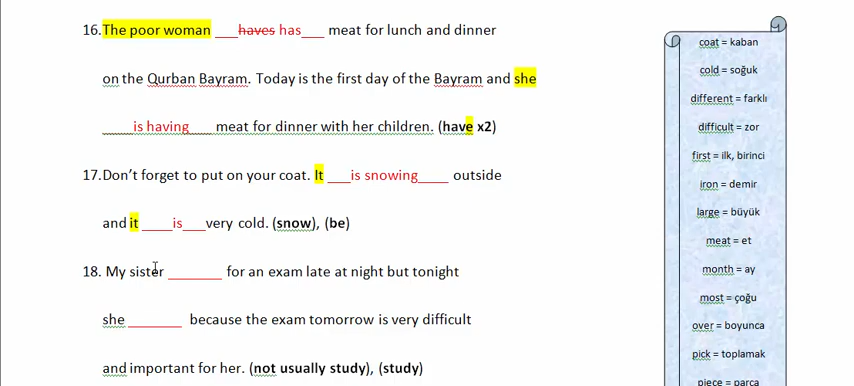 16.The poor woman ___haves has___ meat for lunch and dinner
on the Qurban Bayram. Today is the first day of the Bayram and she
_____is having____ meat for dinner with her children. (have x2)
17.Don't forget to put on your coat. It ___is snowing____ outside
and it ____is___very cold. (snow), (be)
18. My sister _______ for an exam late at night but tonight
she _______ because the exam tomorrow is very difficult
and important for her. (not usually study), (study)
coat = kaban
cold = soğuk
different = farklı
difficult = zor
first = ilk, birinci
iron = demir
large = büyük
meat = et
month = ay
most = çoğu
over = boyunca
pick = toplamak
piece = parça